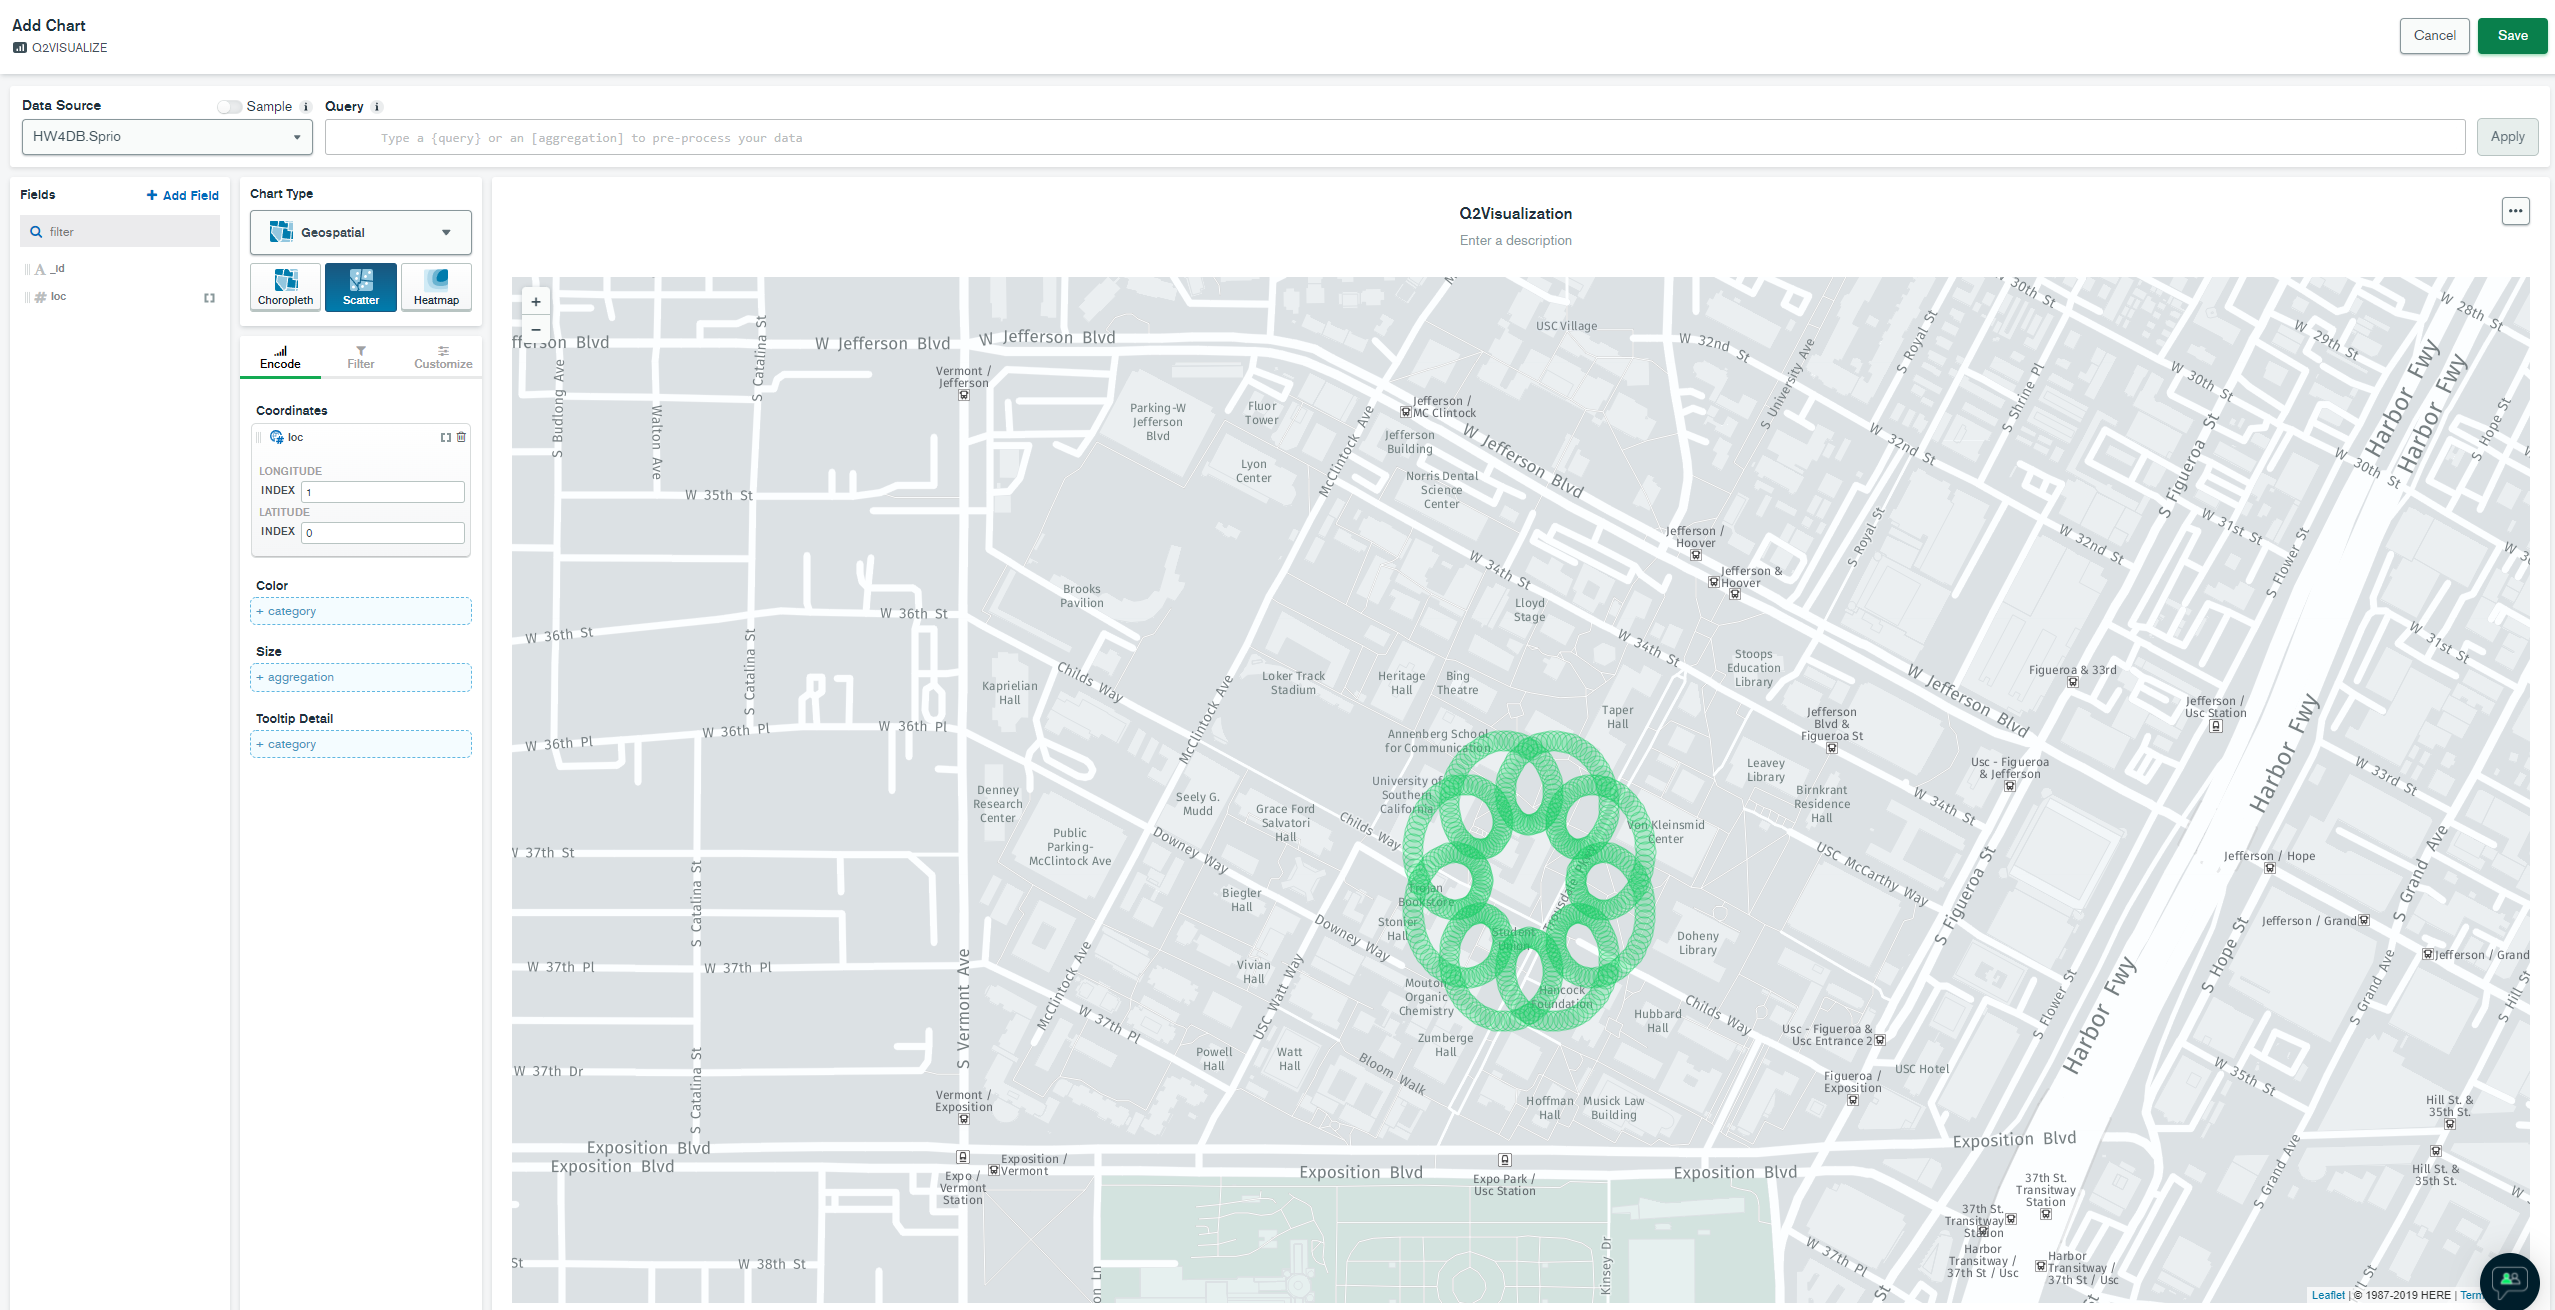 Add Chart
Q2VISUALIZE
Cancel
Save
Data Source
Sample
Query
HW4DB.Sprio
Type a {query} or an [aggregation] to pre-process your data
Apply
Fields
+ Add Field
filter
_id
loc
Chart Type
Geospatial
Choropleth
Scatter
Heatmap
Encode
Filter
Customize
Coordinates
loc
LONGITUDE
INDEX 1
LATITUDE
INDEX 0
Color
+ category
Size
+ aggregation
Tooltip Detail
+ category
Q2Visualization
Enter a description
+
−
W Jefferson Blvd
W Jefferson Blvd
USC Village
W 32nd St
30th St
W 30th St
W 28th St
W 29th St
S Budlong Ave
Walton Ave
S Catalina St
Vermont /
Jefferson
Parking-W
Jefferson
Blvd
Fluor
Tower
Jefferson /
MC Clintock
Jefferson
Building
McClintock Ave
W Jefferson Blvd
University Ave
S Royal St
S Shrine Pl
W 32nd St
S Figueroa St
Harbor Fwy
Harbor Fwy
S Hope St
W 30th St
Lyon
Center
Norris Dental
Science
Center
W 35th St
W 31st St
W 32nd St
S Flower St
S Royal St
Jefferson /
Hoover
Jefferson &
Hoover
W 34th St
Brooks
Pavilion
Lloyd
Stage
W 36th St
W 36th St
W 34th St
W 31st St
Stoops
Education
Library
W Jefferson Blvd
Figueroa & 33rd
Jefferson /
Usc Station
S Catalina St
Kaprielian
Hall
Childs Way
Loker Track
Stadium
Heritage
Hall
Bing
Theatre
Taper
Hall
Jefferson
Blvd &
Figueroa St
W 36th Pl
W 36th Pl
W 36th Pl
McClintock Ave
Annenberg School
for Communication
Leavey
Library
Usc - Figueroa
& Jefferson
Harbor Fwy
W 33rd St
Denney
Research
Center
Seely G.
Mudd
Grace Ford
Salvatori
Hall
University of
Southern
California
Birnkrant
Residence
Hall
W 34th St
Von Kleinsmid
Center
Public
Parking-
McClintock Ave
Childs Way
Downey Way
USC McCarthy Way
Jefferson / Hope
S Grand Ave
W 37th St
S Catalina St
Biegler
Hall
Trojan
Bookstore
Trousdale Pkwy
S Figueroa St
Stonier
Hall
Downey Way
Student
Union
Doheny
Library
Jefferson / Grand
Jefferson / Grand
S Hope St
W 37th Pl
W 37th Pl
S Vermont Ave
McClintock Ave
Vivian
Hall
USC Watt Way
Mouton
Organic
Chemistry
Hancock
Foundation
Hubbard
Hall
Childs Way
Usc - Figueroa &
Usc Entrance 2
S Flower St
Harbor Fwy
S Grand Ave
S Hill St
W 37th Pl
Zumberge
Hall
Powell
Hall
Watt
Hall
Bloom Walk
W 37th Dr
S Catalina St
USC Hotel
Figueroa /
Exposition
W 35th St
Vermont /
Exposition
Hoffman
Hall
Musick Law
Building
Hill St. &
35th St.
Exposition Blvd
Exposition Blvd
Exposition Blvd
Exposition Blvd
Exposition Blvd
Exposition /
Vermont
Expo /
Vermont
Station
Expo Park /
Usc Station
S Grand Ave
Hill St. &
35th St.
37th St.
Transitway
Station
37th St.
Transitway
Station
Harbor
Transitway /
37th St / Usc
Harbor
Transitway /
37th St / Usc
W 37th Pl
Kinsey Dr
W 38th St
Leaflet | © 1987-2019 HERE | Term